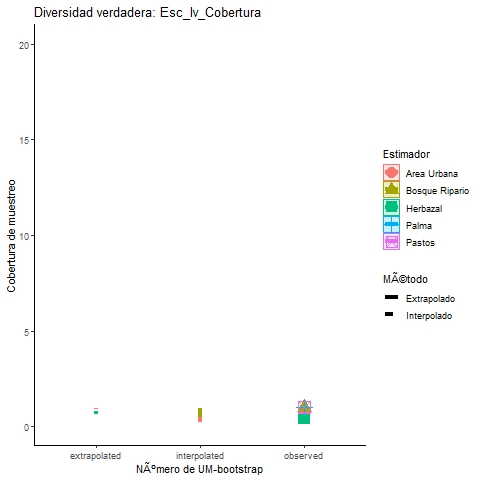 Diversidad verdadera: Esc_lv_Cobertura
20
15
10
5
0
Cobertura de muestreo
extrapolated
interpolated
observed
NÃºmero de UM-bootstrap
Estimador
Area Urbana
Bosque Ripario
Herbazal
Palma
Pastos
MÃ©todo
Extrapolado
Interpolado